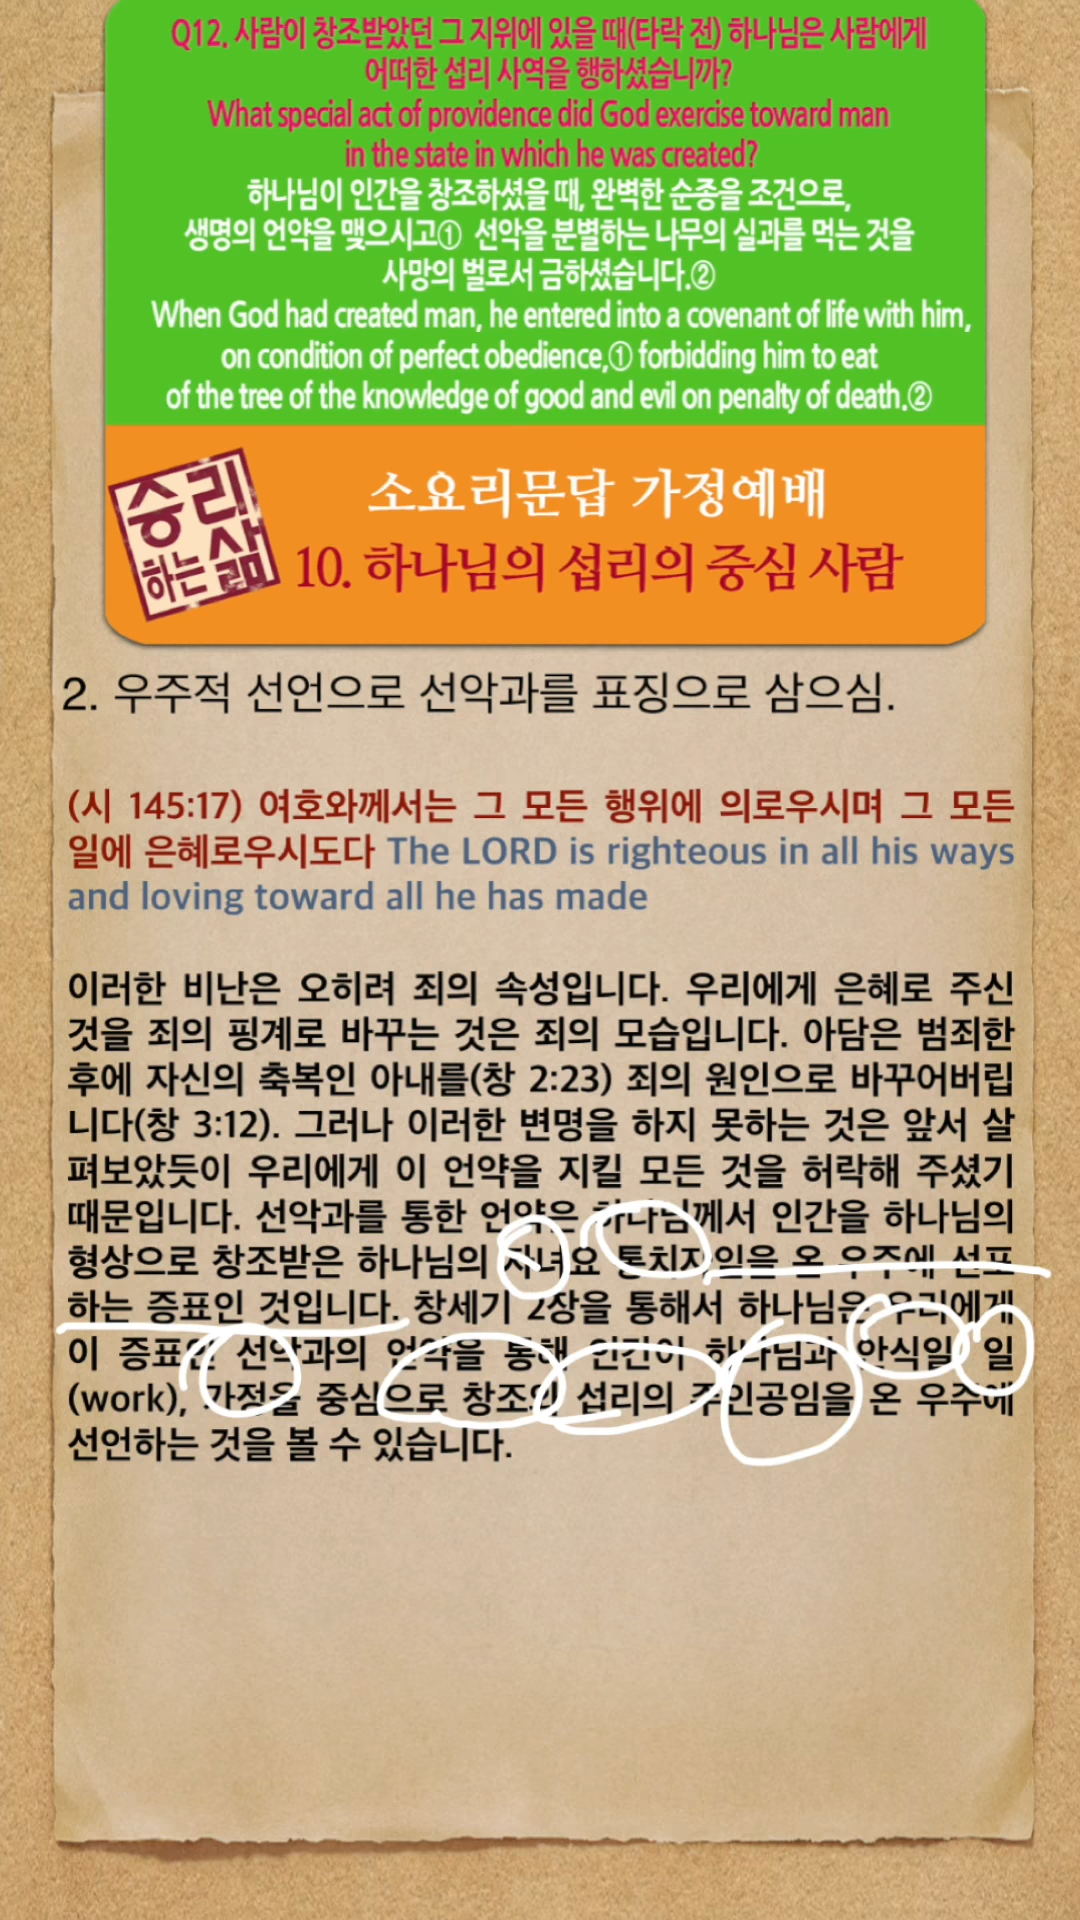 Q12. 사람이 창조받았던 그 지위에 있을 때(타락 전) 하나님은 사람에게
어떠한 섭리 사역을 행하셨습니까?
What special act of providence did God exercise toward man
in the state in which he was created?
하나님이 인간을 창조하셨을 때, 완벽한 순종을 조건으로,
생명의 언약을 맺으시고① 선악을 분별하는 나무의 실과를 먹는 것을
사망의 벌로서 금하셨습니다.②
When God had created man, he entered into a covenant of life with him,
on condition of perfect obedience,① forbidding him to eat
of the tree of the knowledge of good and evil on penalty of death.②
승리
하는 삶
소요리문답 가정예배
10. 하나님의 섭리의 중심 사람
2. 우주적 선언으로 선악과를 표징으로 삼으심.
(시 145:17) 여호와께서는 그 모든 행위에 의로우시며 그 모든
일에 은혜로우시도다 The LORD is righteous in all his ways
and loving toward all he has made
이러한 비난은 오히려 죄의 속성입니다. 우리에게 은혜로 주신
것을 죄의 핑계로 바꾸는 것은 죄의 모습입니다. 아담은 범죄한
후에 자신의 축복인 아내를(창 2:23) 죄의 원인으로 바꾸어버립
니다(창 3:12). 그러나 이러한 변명을 하지 못하는 것은 앞서 살
펴보았듯이 우리에게 이 언약을 지킬 모든 것을 허락해 주셨기
때문입니다. 선악과를 통한 언약은 하나님께서 인간을 하나님의
형상으로 창조받은 하나님의 자녀요 통치자임을 온 우주에 선포
하는 증표인 것입니다. 창세기 2장을 통해서 하나님은 우리에게
이 증표인 선악과의 언약을 통해 인간이 하나님과 안식일, 일
(work), 가정을 중심으로 창조와 섭리의 주인공임을 온 우주에
선언하는 것을 볼 수 있습니다.